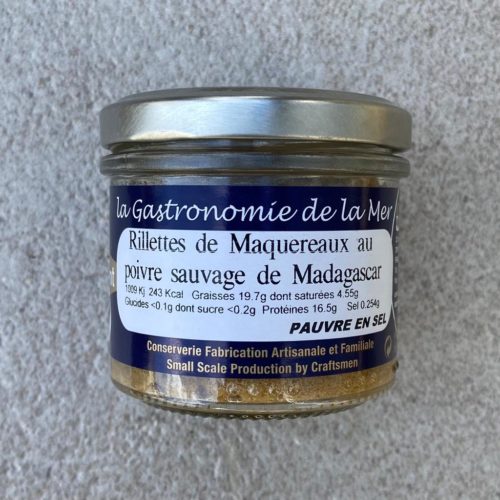 la Gastronomie de la Mer
Rillettes de Maquereaux au
poivre sauvage de Madagascar
1009 Kj 243 Kcal Graisses 19.7g dont saturées 4.55g
Glucides <0.1g dont sucre <0.2g Protéines 16.5g Sel 0.254g
PAUVRE EN SEL
Conserverie Fabrication Artisanale et Familiale
Small Scale Production by Craftsmen